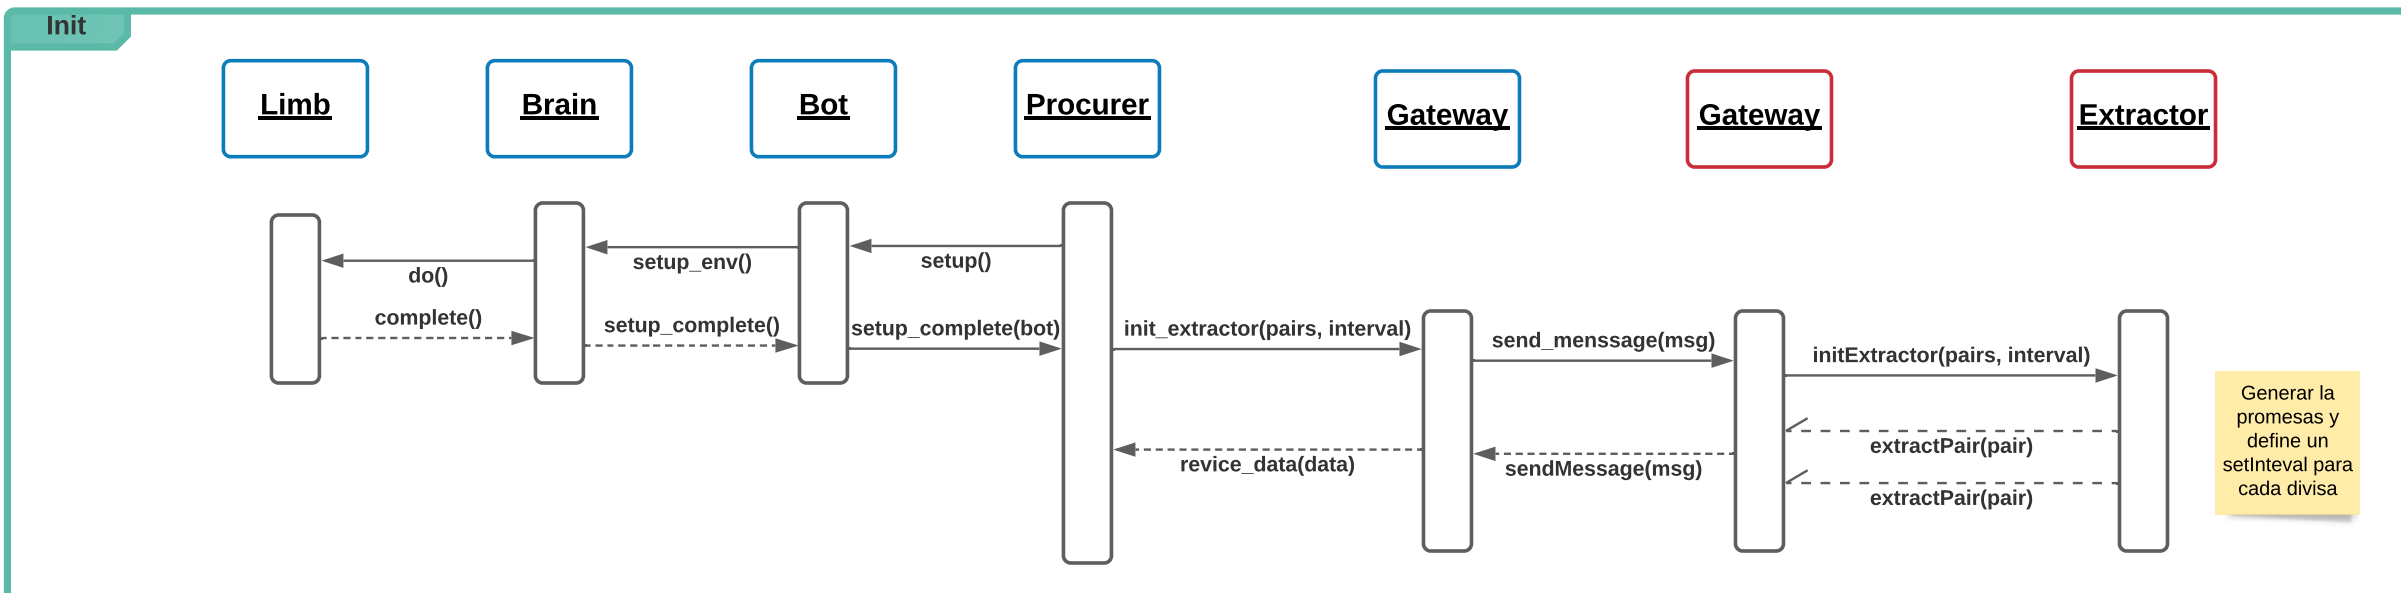 Init
Limb
Brain
Bot
Procurer
Gateway
Gateway
Extractor
do()
setup_env()
setup()
complete()
setup_complete()
setup_complete(bot)
init_extractor(pairs, interval)
send_menssage(msg)
initExtractor(pairs, interval)
revice_data(data)
sendMessage(msg)
extractPair(pair)
extractPair(pair)
Generar la
promesas y
define un
setInteval para
cada divisa